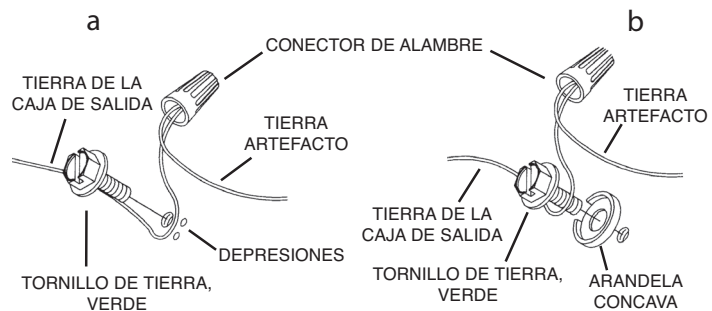 a
b
CONECTOR DE ALAMBRE
TIERRA DE LA
CAJA DE SALIDA
TIERRA
ARTEFACTO
TIERRA
ARTEFACTO
DEPRESIONES
TORNILLO DE TIERRA,
VERDE
TIERRA DE LA
CAJA DE SALIDA
TORNILLO DE TIERRA,
VERDE
ARANDELA
CONCAVA